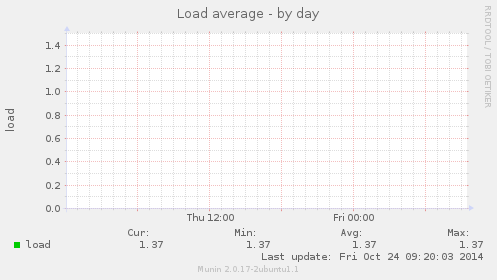 Load average - by day
RRDTOOL / TOBI OETIKER
load
1.4
1.2
1.0
0.8
0.6
0.4
0.2
0.0
Thu 12:00 Fri 00:00
Cur: Min: Avg: Max:
load 1.37 1.37 1.37 1.37
Last update: Fri Oct 24 09:20:03 2014
Munin 2.0.17-2ubuntu1.1